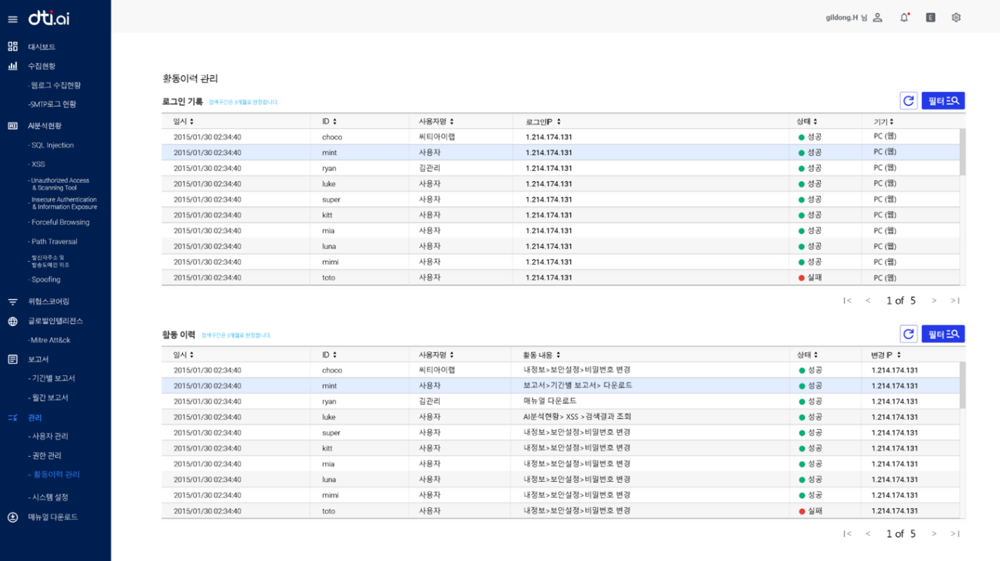 dti.ai
gildong.H 님
E
대시보드
수집현황
- 웹로그 수집현황
-SMTP로그 현황
AI분석현황
- SQL Injection
- XSS
- Unauthorized Access
& Scanning Tool
- Insecure Authentication
& Information Exposure
- Forceful Browsing
- Path Traversal
- 발신자주소 및
발송도메인 위조
- Spoofing
위협스코어링
글로벌인텔리전스
-Mitre Att&ck
보고서
- 기간별 보고서
- 월간 보고서
관리
- 사용자 관리
- 권한 관리
- 활동이력 관리
- 시스템 설정
매뉴얼 다운로드
활동이력 관리
로그인 기록 검색구간은 3개월로 한정합니다.
필터
일시 ID 사용자명 로그인IP 상태 기기
2015/01/30 02:34:40 choco 씨티아이랩 1.214.174.131 성공 PC (웹)
2015/01/30 02:34:40 mint 사용자 1.214.174.131 성공 PC (웹)
2015/01/30 02:34:40 ryan 김관리 1.214.174.131 성공 PC (웹)
2015/01/30 02:34:40 luke 사용자 1.214.174.131 성공 PC (웹)
2015/01/30 02:34:40 super 사용자 1.214.174.131 성공 PC (웹)
2015/01/30 02:34:40 kitt 사용자 1.214.174.131 성공 PC (웹)
2015/01/30 02:34:40 mia 사용자 1.214.174.131 성공 PC (웹)
2015/01/30 02:34:40 luna 사용자 1.214.174.131 성공 PC (웹)
2015/01/30 02:34:40 mimi 사용자 1.214.174.131 성공 PC (웹)
2015/01/30 02:34:40 toto 사용자 1.214.174.131 실패 PC (웹)
|< < 1 of 5 > >|
활동 이력 검색구간은 3개월로 한정합니다.
필터
일시 ID 사용자명 활동 내용 상태 변경 IP
2015/01/30 02:34:40 choco 씨티아이랩 내정보>보안설정>비밀번호 변경 성공 1.214.174.131
2015/01/30 02:34:40 mint 사용자 보고서>기간별 보고서> 다운로드 성공 1.214.174.131
2015/01/30 02:34:40 ryan 김관리 매뉴얼 다운로드 성공 1.214.174.131
2015/01/30 02:34:40 luke 사용자 AI분석현황> XSS >검색결과 조회 성공 1.214.174.131
2015/01/30 02:34:40 super 사용자 내정보>보안설정>비밀번호 변경 성공 1.214.174.131
2015/01/30 02:34:40 kitt 사용자 내정보>보안설정>비밀번호 변경 성공 1.214.174.131
2015/01/30 02:34:40 mia 사용자 내정보>보안설정>비밀번호 변경 성공 1.214.174.131
2015/01/30 02:34:40 luna 사용자 내정보>보안설정>비밀번호 변경 성공 1.214.174.131
2015/01/30 02:34:40 mimi 사용자 내정보>보안설정>비밀번호 변경 성공 1.214.174.131
2015/01/30 02:34:40 toto 사용자 내정보>보안설정>비밀번호 변경 실패 1.214.174.131
|< < 1 of 5 > >|